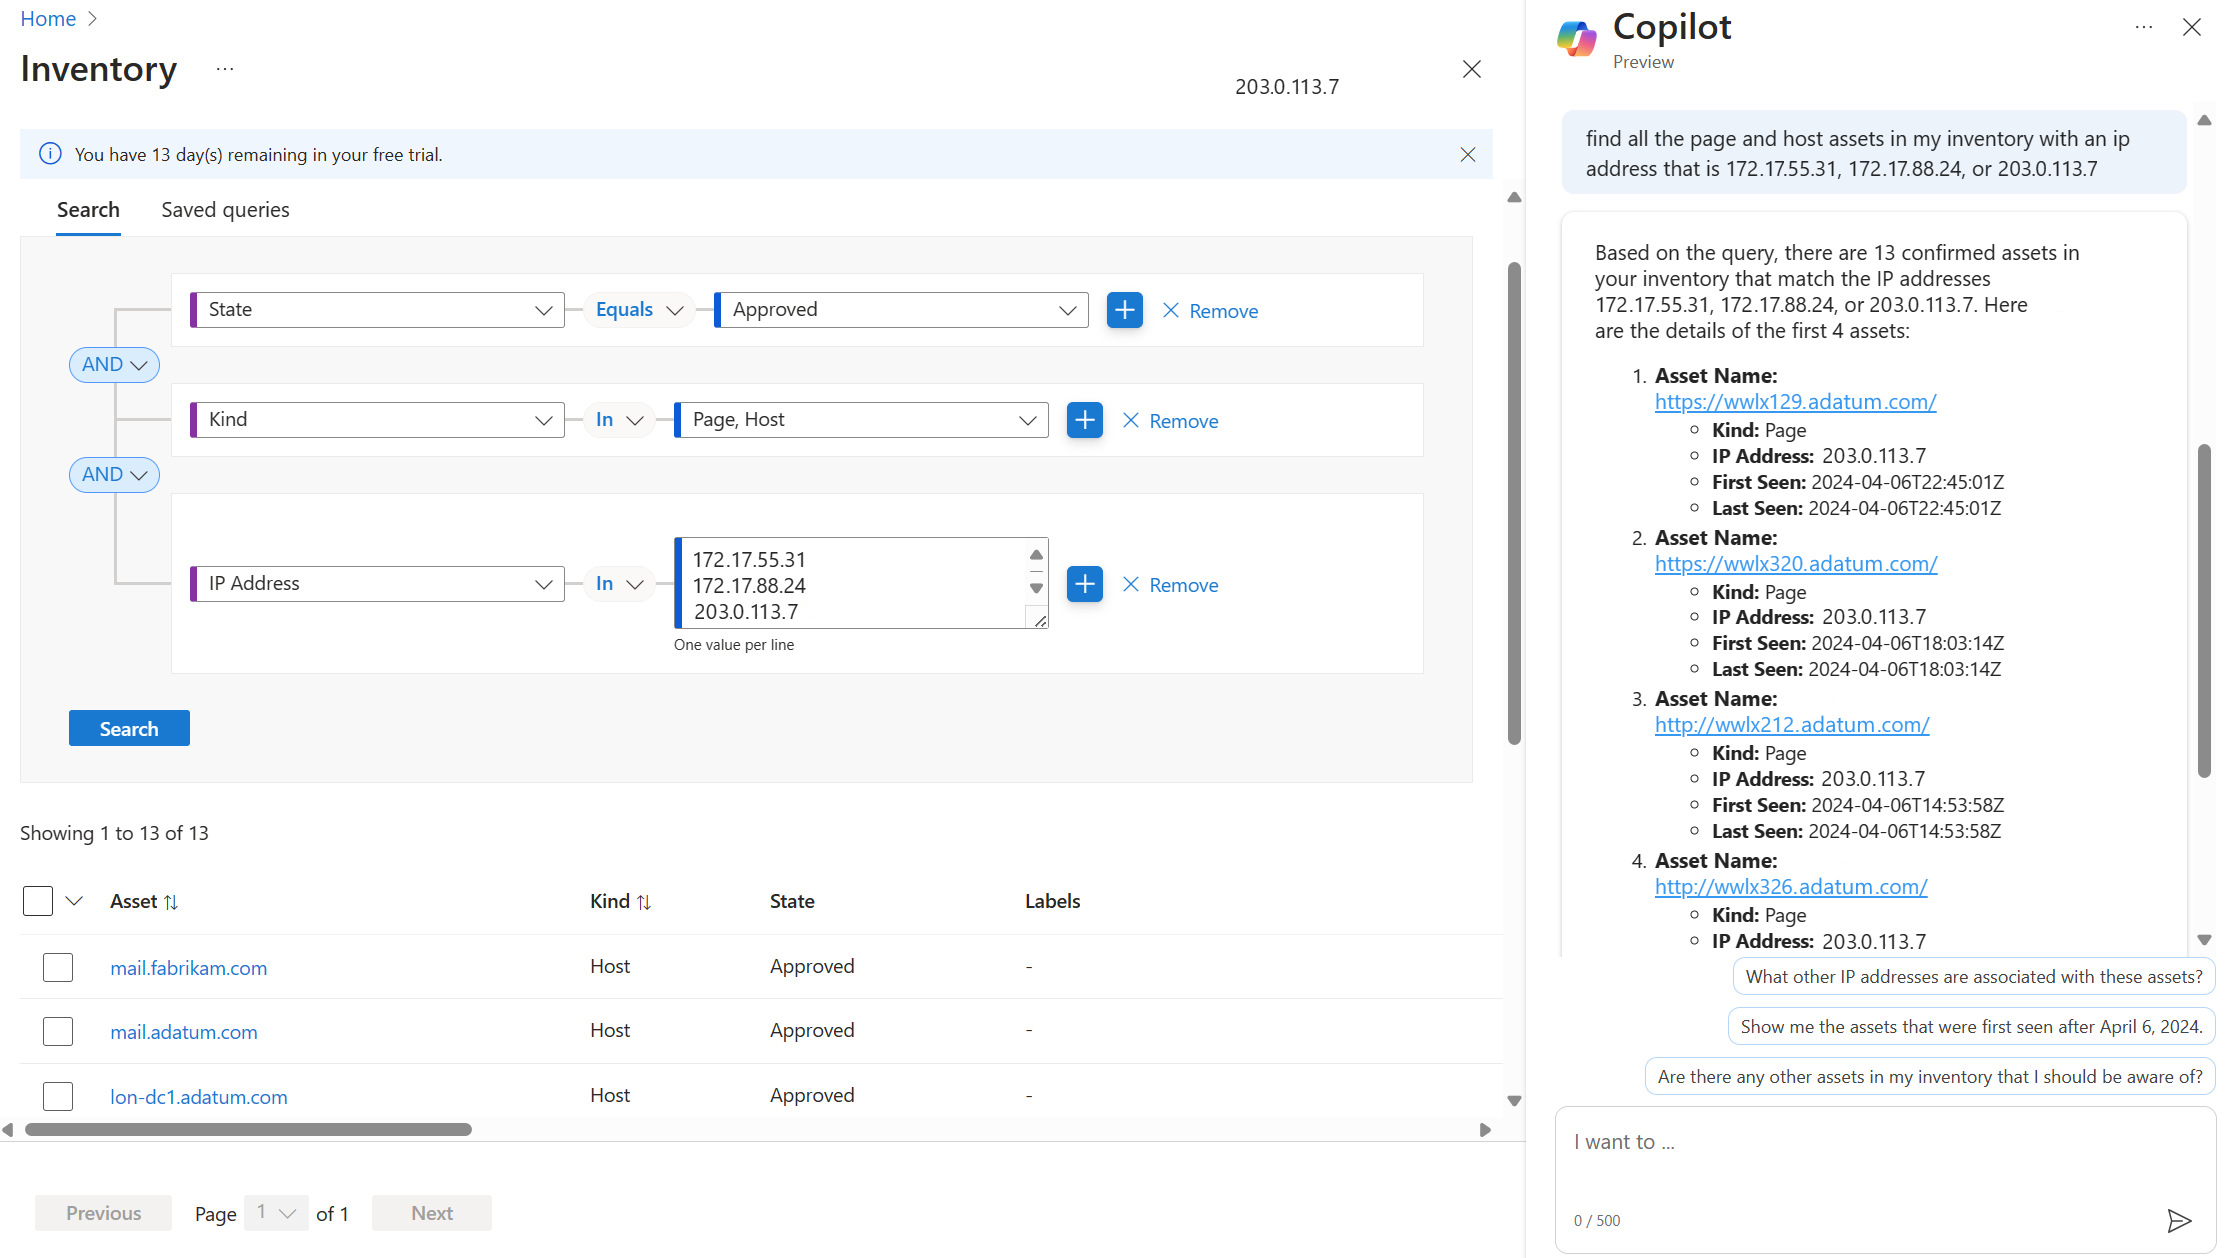 Home
Inventory ...
203.0.113.7
You have 13 day(s) remaining in your free trial.
Search Saved queries
State Equals Approved Remove
AND
Kind In Page, Host Remove
AND
IP Address In
172.17.55.31
172.17.88.24
203.0.113.7
Remove
One value per line
Search
Showing 1 to 13 of 13
Asset Kind State Labels
mail.fabrikam.com Host Approved -
mail.adatum.com Host Approved -
lon-dc1.adatum.com Host Approved -
Previous Page 1 of 1 Next
Copilot
Preview
...
find all the page and host assets in my inventory with an ip
address that is 172.17.55.31, 172.17.88.24, or 203.0.113.7
Based on the query, there are 13 confirmed assets in
your inventory that match the IP addresses
172.17.55.31, 172.17.88.24, or 203.0.113.7. Here
are the details of the first 4 assets:
1. Asset Name:
https://wwlx129.adatum.com/
Kind: Page
IP Address: 203.0.113.7
First Seen: 2024-04-06T22:45:01Z
Last Seen: 2024-04-06T22:45:01Z
2. Asset Name:
https://wwlx320.adatum.com/
Kind: Page
IP Address: 203.0.113.7
First Seen: 2024-04-06T18:03:14Z
Last Seen: 2024-04-06T18:03:14Z
3. Asset Name:
http://wwlx212.adatum.com/
Kind: Page
IP Address: 203.0.113.7
First Seen: 2024-04-06T14:53:58Z
Last Seen: 2024-04-06T14:53:58Z
4. Asset Name:
http://wwlx326.adatum.com/
Kind: Page
IP Address: 203.0.113.7
What other IP addresses are associated with these assets?
Show me the assets that were first seen after April 6, 2024.
Are there any other assets in my inventory that I should be aware of?
I want to ...
0 / 500